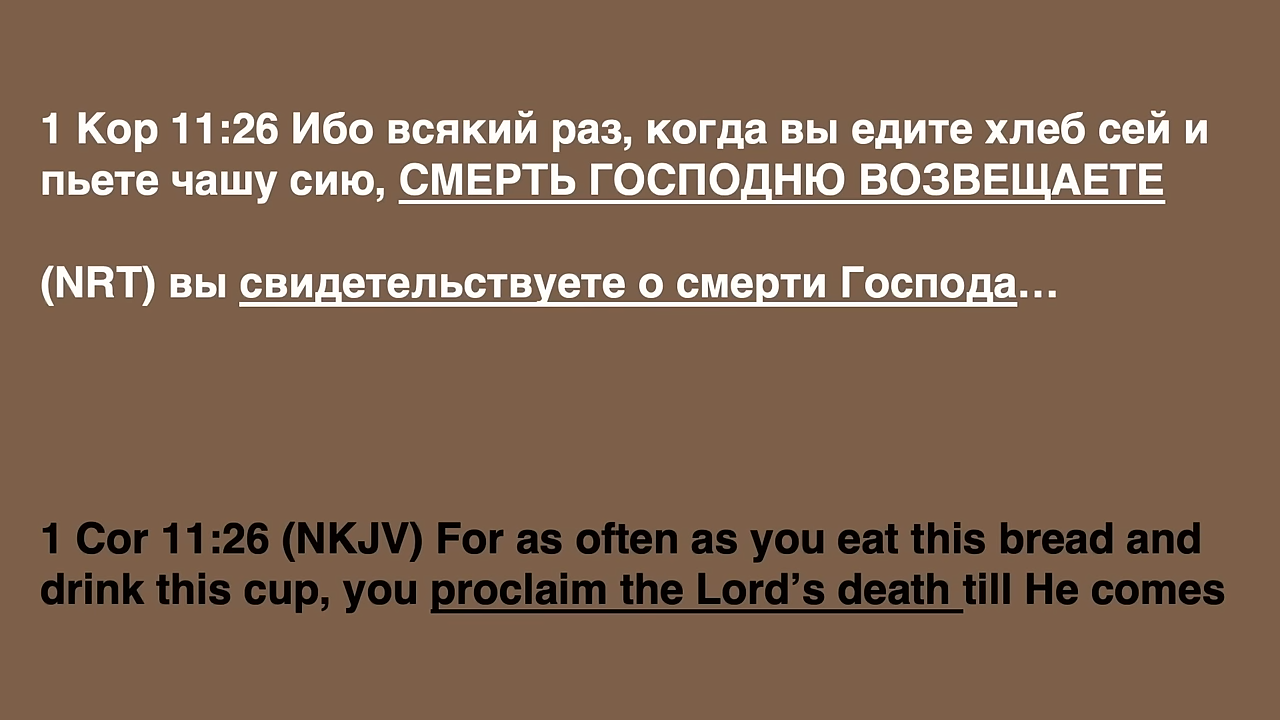 1 Кор 11:26 Ибо всякий раз, когда вы едите хлеб сей и
пьете чашу сию, СМЕРТЬ ГОСПОДНЮ ВОЗВЕЩАЕТЕ
(NRT) вы свидетельствуете о смерти Господа...
1 Cor 11:26 (NKJV) For as often as you eat this bread and
drink this cup, you proclaim the Lord’s death till He comes